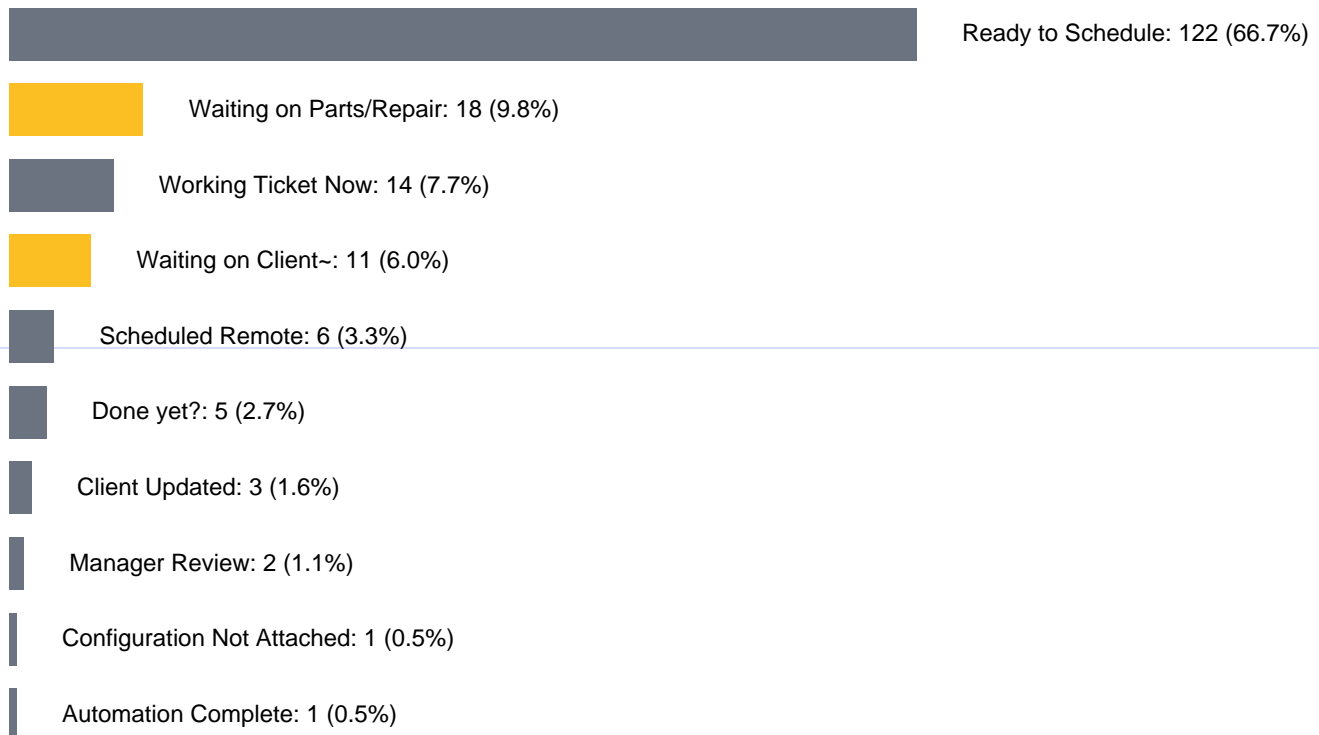 Ready to Schedule: 122 (66.7%)
Waiting on Parts/Repair: 18 (9.8%)
Working Ticket Now: 14 (7.7%)
Waiting on Client~: 11 (6.0%)
Scheduled Remote: 6 (3.3%)
Done yet?: 5 (2.7%)
Client Updated: 3 (1.6%)
Manager Review: 2 (1.1%)
Configuration Not Attached: 1 (0.5%)
Automation Complete: 1 (0.5%)